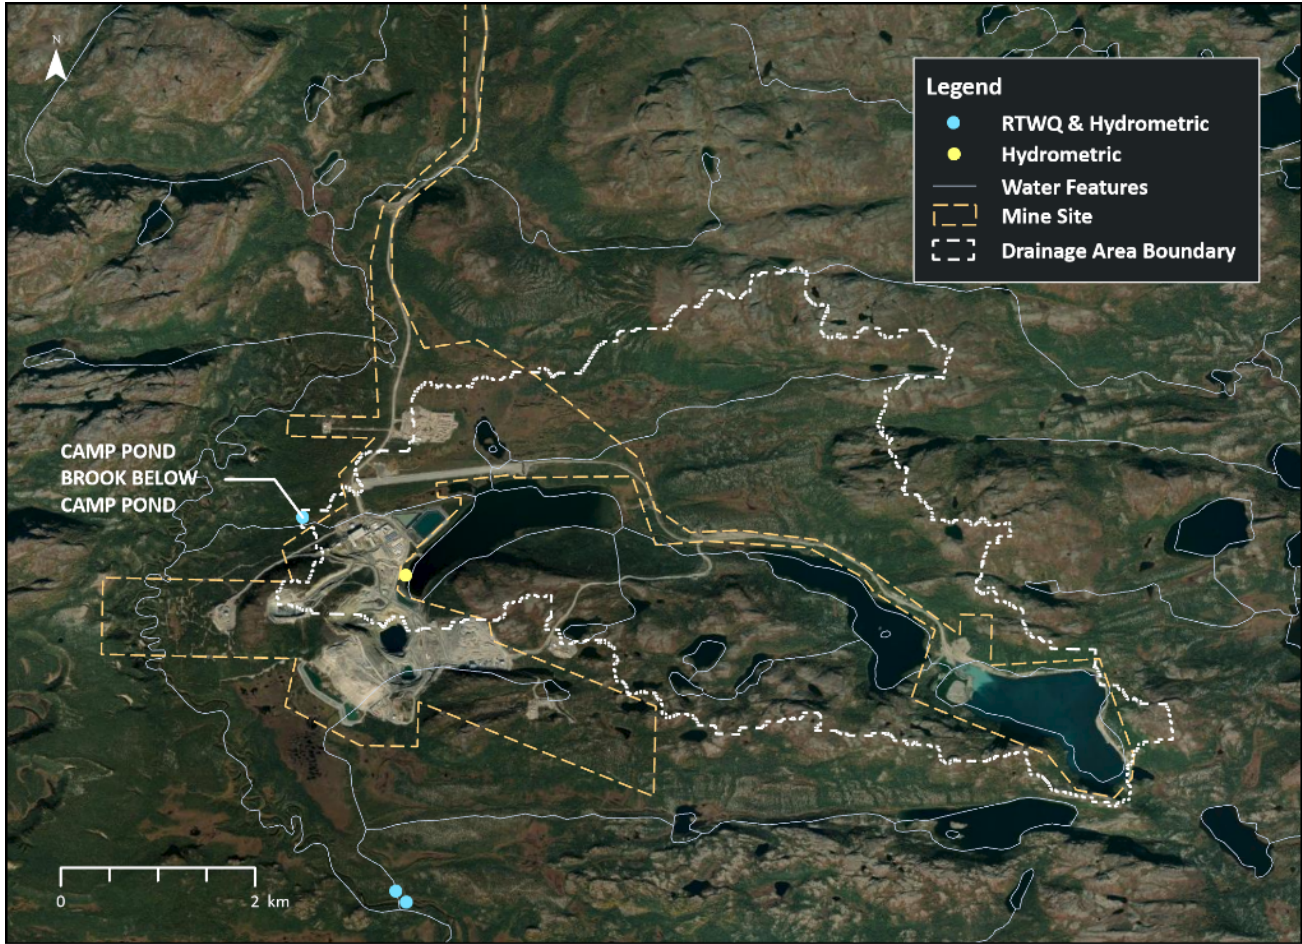 N
Legend
RTWQ & Hydrometric
Hydrometric
Water Features
Mine Site
Drainage Area Boundary
CAMP POND
BROOK BELOW
CAMP POND
0 2 km